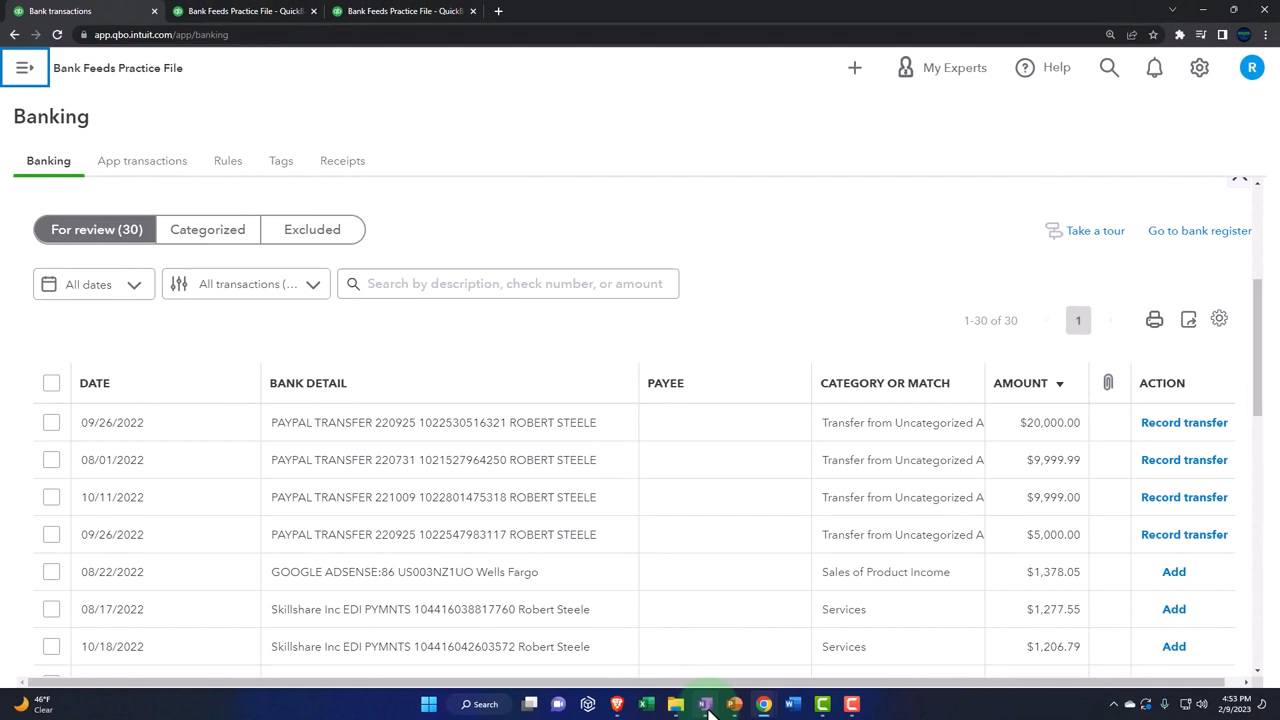 Bank transactions × Bank Feeds Practice File - QuickB × Bank Feeds Practice File - QuickB × +
app.qbo.intuit.com/app/banking
Bank Feeds Practice File + My Experts ? Help R
Banking
Banking App transactions Rules Tags Receipts
For review (30) Categorized Excluded Take a tour Go to bank register
All dates All transactions (... Search by description, check number, or amount
1-30 of 30 1
DATE BANK DETAIL PAYEE CATEGORY OR MATCH AMOUNT ACTION
09/26/2022 PAYPAL TRANSFER 220925 1022530516321 ROBERT STEELE Transfer from Uncategorized A $20,000.00 Record transfer
08/01/2022 PAYPAL TRANSFER 220731 1021527964250 ROBERT STEELE Transfer from Uncategorized A $9,999.99 Record transfer
10/11/2022 PAYPAL TRANSFER 221009 1022801475318 ROBERT STEELE Transfer from Uncategorized A $9,999.00 Record transfer
09/26/2022 PAYPAL TRANSFER 220925 1022547983117 ROBERT STEELE Transfer from Uncategorized A $5,000.00 Record transfer
08/22/2022 GOOGLE ADSENSE:86 US003NZ1UO Wells Fargo Sales of Product Income $1,378.05 Add
08/17/2022 Skillshare Inc EDI PYMNTS 104416038817760 Robert Steele Services $1,277.55 Add
10/18/2022 Skillshare Inc EDI PYMNTS 104416042603572 Robert Steele Services $1,206.79 Add
46°F Search 4:53 PM
Clear 2/9/2023